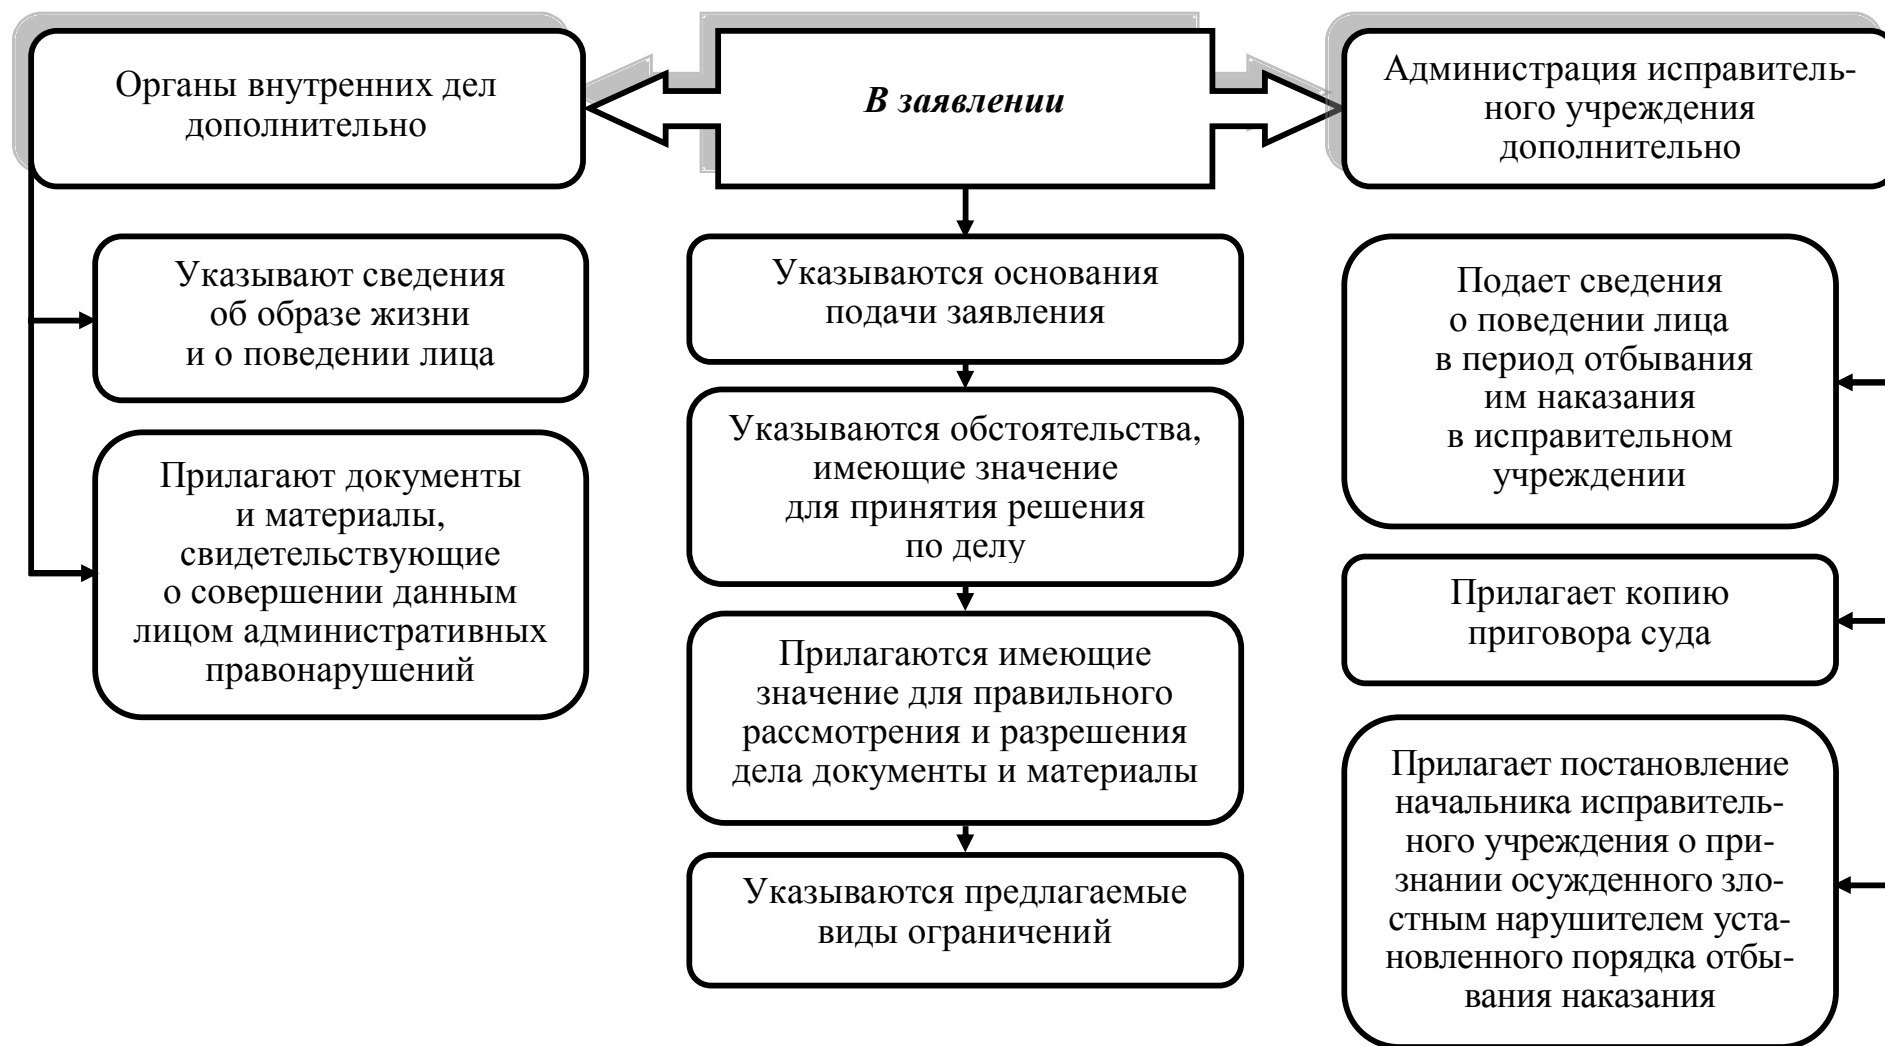 Органы внутренних дел
дополнительно
Указывают сведения
об образе жизни
и о поведении лица
Прилагают документы
и материалы,
свидетельствующие
о совершении данным
лицом административных
правонарушений
В заявлении
Указываются основания
подачи заявления
Указываются обстоятельства,
имеющие значение
для принятия решения
по делу
Прилагаются имеющие
значение для правильного
рассмотрения и разрешения
дела документы и материалы
Указываются предлагаемые
виды ограничений
Администрация исправитель-
ного учреждения
дополнительно
Подает сведения
о поведении лица
в период отбывания
им наказания
в исправительном
учреждении
Прилагает копию
приговора суда
Прилагает постановление
начальника исправитель-
ного учреждения о при-
знании осужденного зло-
стным нарушителем уста-
новленного порядка отбы-
вания наказания